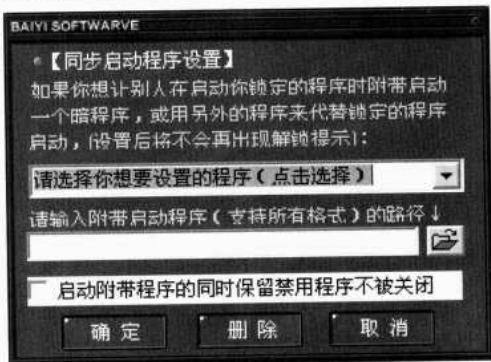 BAIYI SOFTWARVE
【同步启动程序设置】
如果你想让别人在启动你锁定的程序时附带启动
一个暗程序，或用另外的程序来代替锁定的程序
启动，(设置后将不会再出现解锁提示)：
请选择你想要设置的程序（点击选择）
请输入附带启动程序（支持所有格式）的路径↓
启动附带程序的同时保留禁用程序不被关闭
确 定
删 除
取 消